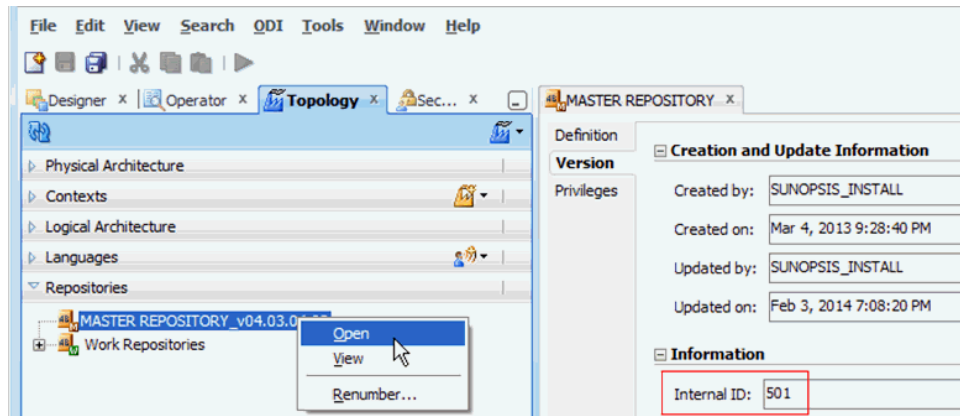 File Edit View Search ODI Tools Window Help
Designer x Operator x Topology x Sec... x
Physical Architecture
Contexts
Logical Architecture
Languages
Repositories
MASTER REPOSITORY_v04.03.0
Work Repositories
Open
View
Renumber...
MASTER REPOSITORY x
Definition
Version
Privileges
Creation and Update Information
Created by: SUNOPSIS_INSTALL
Created on: Mar 4, 2013 9:28:40 PM
Updated by: SUNOPSIS_INSTALL
Updated on: Feb 3, 2014 7:08:20 PM
Information
Internal ID: 501